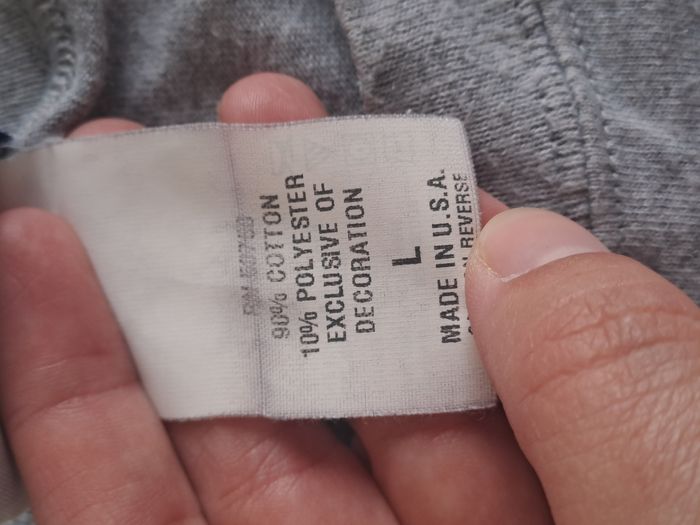 90% COTTON
10% POLYESTER
EXCLUSIVE OF
DECORATION
L
MADE IN U.S.A.
REVERSE